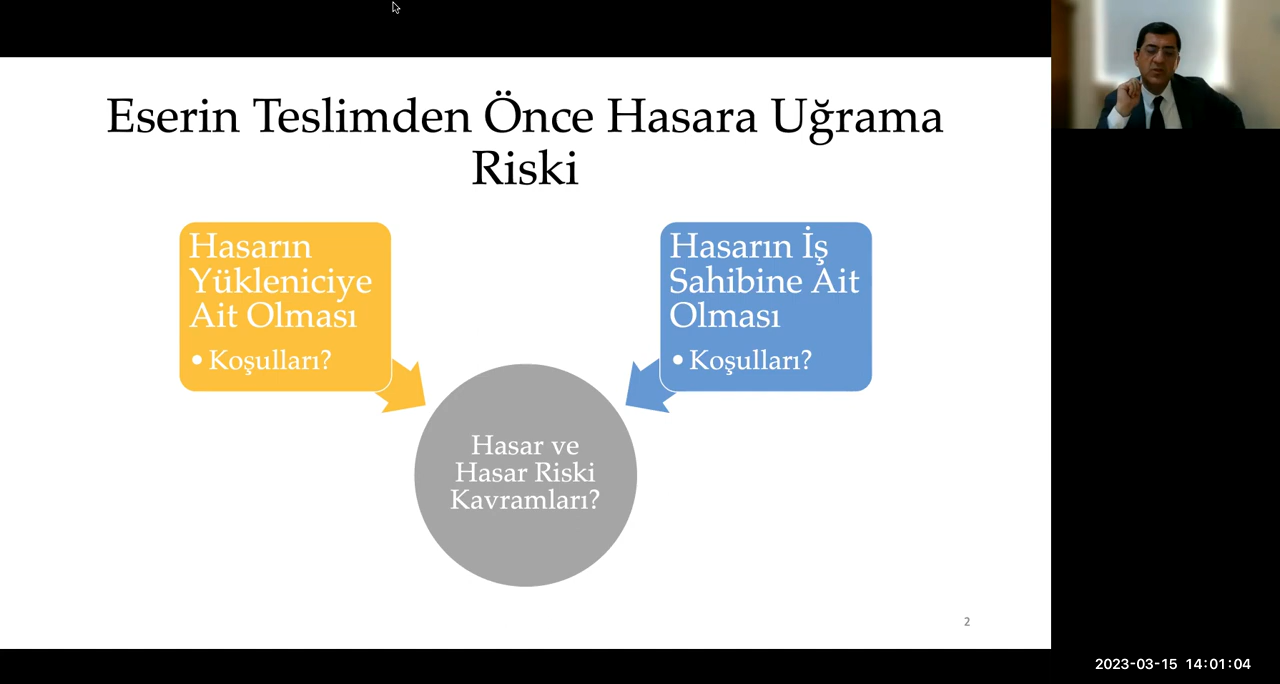 Eserin Teslimden Önce Hasara Uğrama
Riski
Hasarın
Yükleniciye
Ait Olması
• Koşulları?
Hasarın İş
Sahibine Ait
Olması
• Koşulları?
Hasar ve
Hasar Riski
Kavramları?
2
2023-03-15 14:01:04